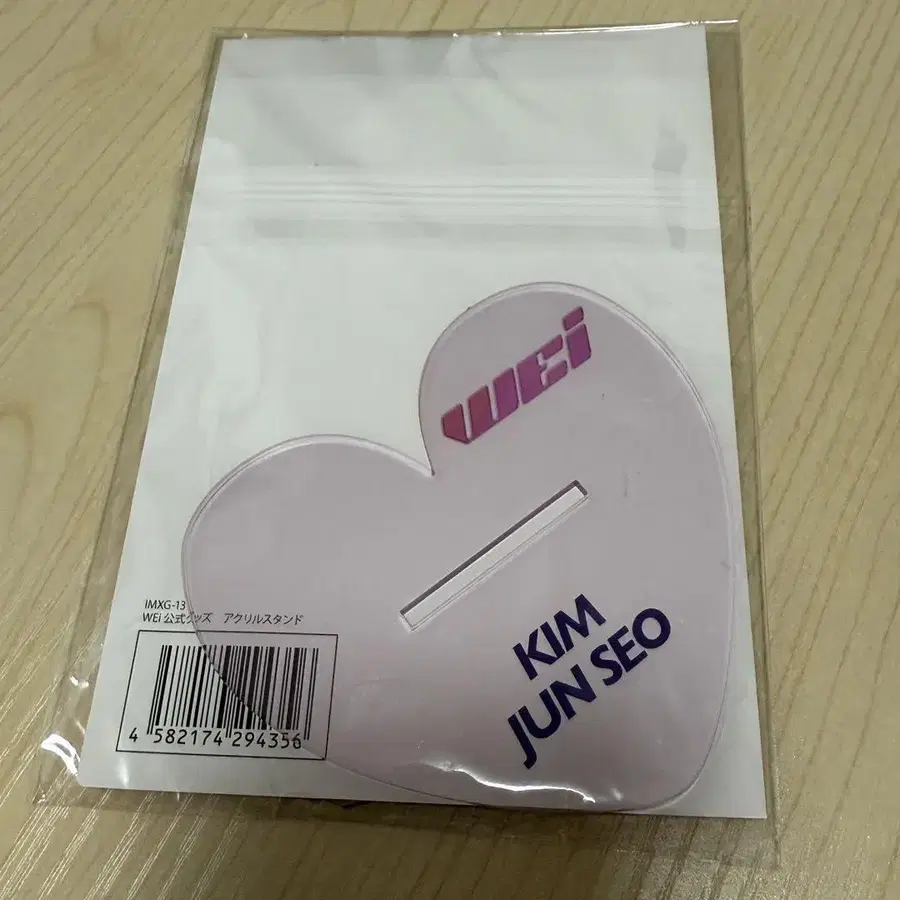 WEi
KIM
JUN SEO
IMXG-13
WEi 公式グッズ　アクリルスタンド
4 582174 294356